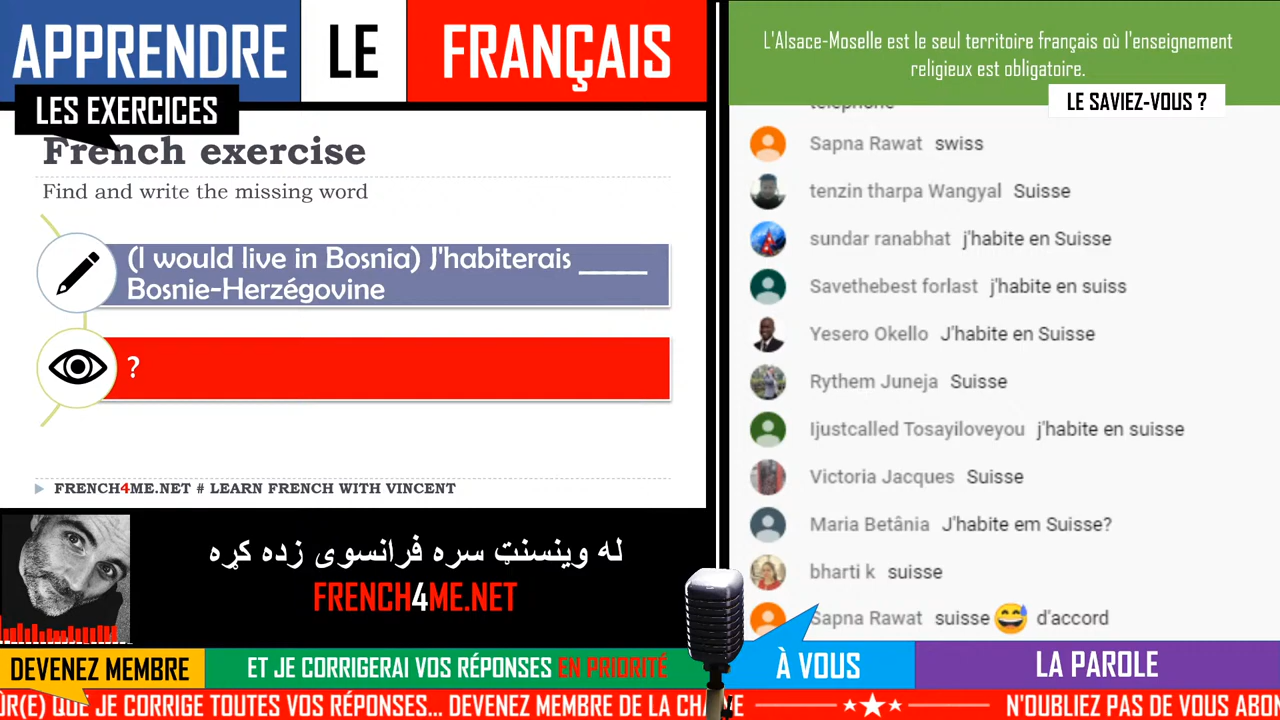 APPRENDRE LE FRANÇAIS
LES EXERCICES
French exercise
Find and write the missing word
(I would live in Bosnia) J'habiterais _____
Bosnie-Herzégovine
?
FRENCH4ME.NET # LEARN FRENCH WITH VINCENT
له وینسنټ سره فرانسوی زده کړه
FRENCH4ME.NET
DEVENEZ MEMBRE
ET JE CORRIGERAI VOS RÉPONSES EN PRIORITÉ
L'Alsace-Moselle est le seul territoire français où l'enseignement
religieux est obligatoire.
LE SAVIEZ-VOUS ?
telephone
Sapna Rawat swiss
tenzin tharpa Wangyal Suisse
sundar ranabhat j'habite en Suisse
Savethebest forlast j'habite en suiss
Yesero Okello J'habite en Suisse
Rythem Juneja Suisse
Ijustcalled Tosayiloveyou j'habite en suisse
Victoria Jacques Suisse
Maria Betânia J'habite em Suisse?
bharti k suisse
Sapna Rawat suisse 😅 d'accord
À VOUS LA PAROLE
ÛR(E) QUE JE CORRIGE TOUTES VOS RÉPONSES... DEVENEZ MEMBRE DE LA CHAÎNE N'OUBLIEZ PAS DE VOUS ABON